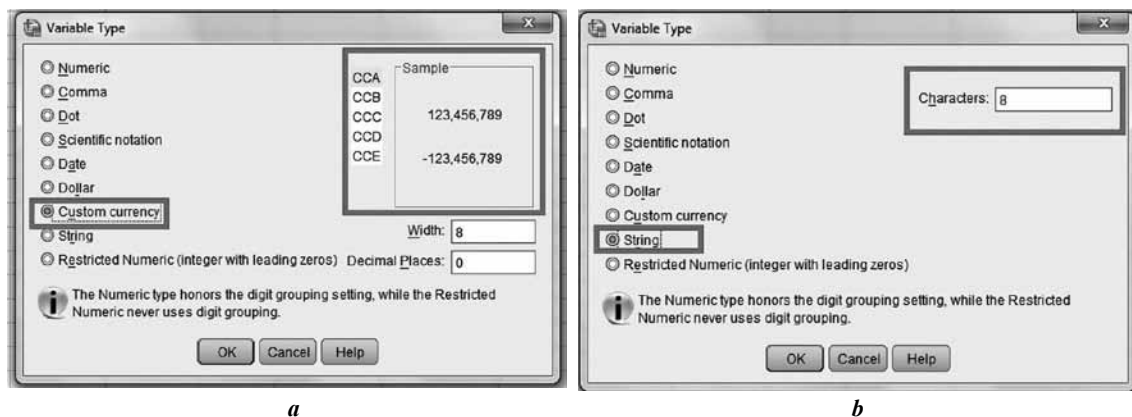 Variable Type
Numeric
Comma
Dot
Scientific notation
Date
Dollar
Custom currency
String
Restricted Numeric (integer with leading zeros)
CCA
CCB
CCC
CCD
CCE
Sample
123,456,789
-123,456,789
Width: 8
Decimal Places: 0
The Numeric type honors the digit grouping setting, while the Restricted
Numeric never uses digit grouping.
OK Cancel Help
a
Variable Type
Numeric
Comma
Dot
Scientific notation
Date
Dollar
Custom currency
String
Restricted Numeric (integer with leading zeros)
Characters: 8
The Numeric type honors the digit grouping setting, while the Restricted
Numeric never uses digit grouping.
OK Cancel Help
b